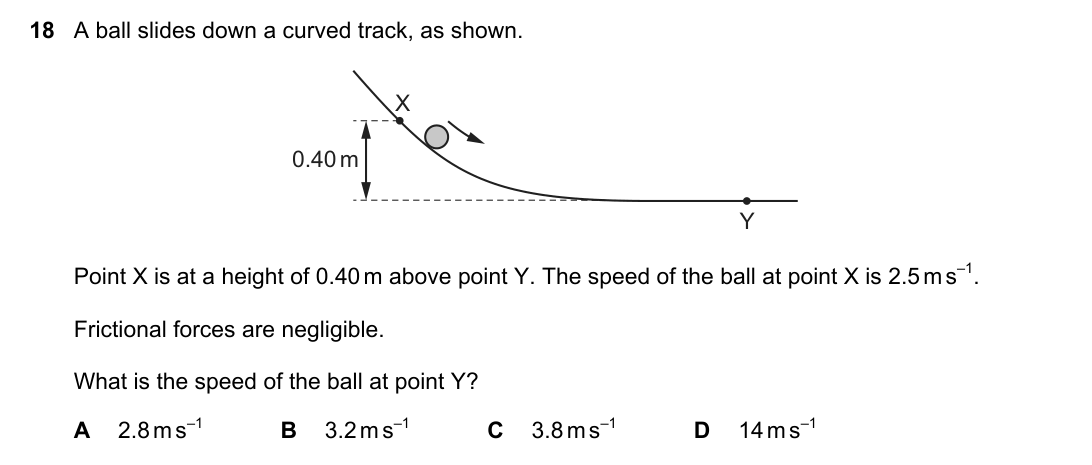 18 A ball slides down a curved track, as shown.
X
0.40 m
Y
Point X is at a height of 0.40 m above point Y. The speed of the ball at point X is 2.5 m s⁻¹.
Frictional forces are negligible.
What is the speed of the ball at point Y?
A 2.8 m s⁻¹ B 3.2 m s⁻¹ C 3.8 m s⁻¹ D 14 m s⁻¹